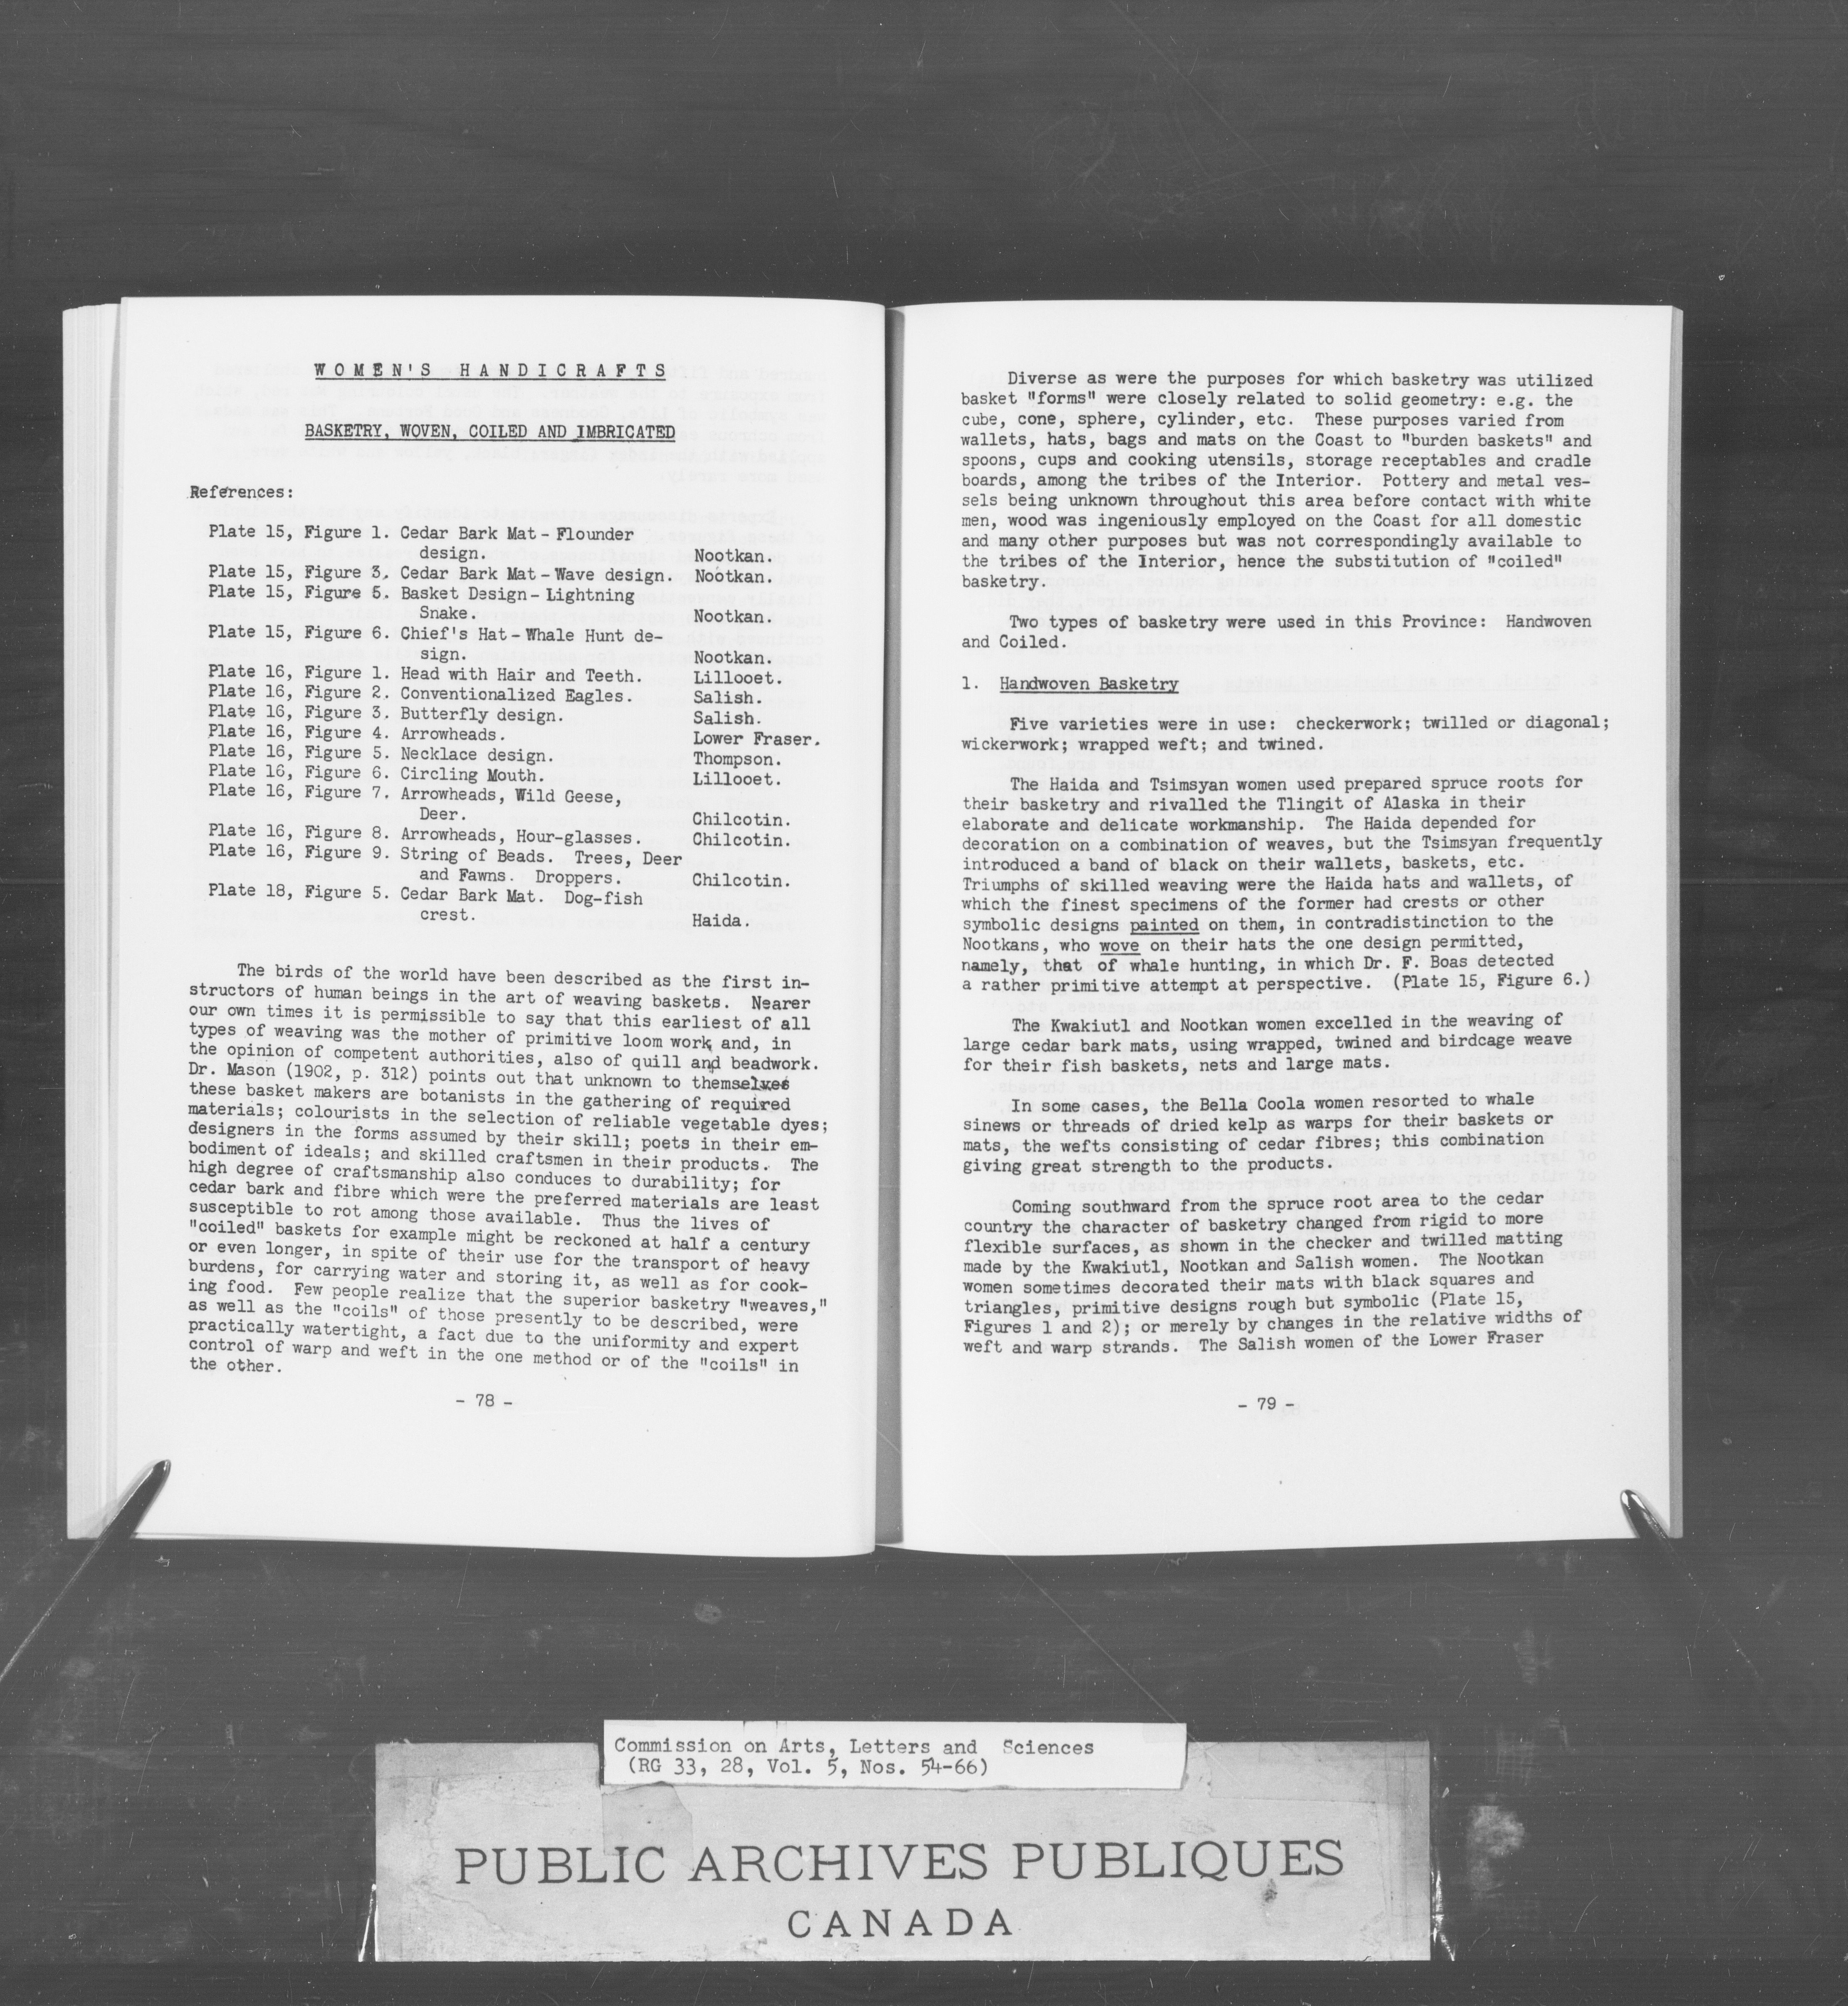 WOMEN'S HANDICRAFTS
BASKETRY, WOVEN, COILED AND IMBRICATED
References:
Plate 15, Figure 1. Cedar Bark Mat - Flounder
design. Nootkan.
Plate 15, Figure 3. Cedar Bark Mat - Wave design. Nootkan.
Plate 15, Figure 5. Basket Design - Lightning
Snake. Nootkan.
Plate 15, Figure 6. Chief's Hat - Whale Hunt de-
sign. Nootkan.
Plate 16, Figure 1. Head with Hair and Teeth. Lillooet.
Plate 16, Figure 2. Conventionalized Eagles. Salish.
Plate 16, Figure 3. Butterfly design. Salish.
Plate 16, Figure 4. Arrowheads. Lower Fraser.
Plate 16, Figure 5. Necklace design. Thompson.
Plate 16, Figure 6. Circling Mouth. Lillooet.
Plate 16, Figure 7. Arrowheads, Wild Geese,
Deer. Chilcotin.
Plate 16, Figure 8. Arrowheads, Hour-glasses. Chilcotin.
Plate 16, Figure 9. String of Beads. Trees, Deer
and Fawns. Droppers. Chilcotin.
Plate 18, Figure 5. Cedar Bark Mat. Dog-fish
crest. Haida.
The birds of the world have been described as the first in-
structors of human beings in the art of weaving baskets. Nearer
our own times it is permissible to say that this earliest of all
types of weaving was the mother of primitive loom work and, in
the opinion of competent authorities, also of quill and beadwork.
Dr. Mason (1902, p. 312) points out that unknown to themselves
these basket makers are botanists in the gathering of required
materials; colourists in the selection of reliable vegetable dyes;
designers in the forms assumed by their skill; poets in their em-
bodiment of ideals; and skilled craftsmen in their products. The
high degree of craftsmanship also conduces to durability; for
cedar bark and fibre which were the preferred materials are least
susceptible to rot among those available. Thus the lives of
"coiled" baskets for example might be reckoned at half a century
or even longer, in spite of their use for the transport of heavy
burdens, for carrying water and storing it, as well as for cook-
ing food. Few people realize that the superior basketry "weaves,"
as well as the "coils" of those presently to be described, were
practically watertight, a fact due to the uniformity and expert
control of warp and weft in the one method or of the "coils" in
the other.
- 78 -
Diverse as were the purposes for which basketry was utilized
basket "forms" were closely related to solid geometry: e.g. the
cube, cone, sphere, cylinder, etc. These purposes varied from
wallets, hats, bags and mats on the Coast to "burden baskets" and
spoons, cups and cooking utensils, storage receptables and cradle
boards, among the tribes of the Interior. Pottery and metal ves-
sels being unknown throughout this area before contact with white
men, wood was ingeniously employed on the Coast for all domestic
and many other purposes but was not correspondingly available to
the tribes of the Interior, hence the substitution of "coiled"
basketry.
Two types of basketry were used in this Province: Handwoven
and Coiled.
1. Handwoven Basketry
Five varieties were in use: checkerwork; twilled or diagonal;
wickerwork; wrapped weft; and twined.
The Haida and Tsimsyan women used prepared spruce roots for
their basketry and rivalled the Tlingit of Alaska in their
elaborate and delicate workmanship. The Haida depended for
decoration on a combination of weaves, but the Tsimsyan frequently
introduced a band of black on their wallets, baskets, etc.
Triumphs of skilled weaving were the Haida hats and wallets, of
which the finest specimens of the former had crests or other
symbolic designs painted on them, in contradistinction to the
Nootkans, who wove on their hats the one design permitted,
namely, that of whale hunting, in which Dr. F. Boas detected
a rather primitive attempt at perspective. (Plate 15, Figure 6.)
The Kwakiutl and Nootkan women excelled in the weaving of
large cedar bark mats, using wrapped, twined and birdcage weave
for their fish baskets, nets and large mats.
In some cases, the Bella Coola women resorted to whale
sinews or threads of dried kelp as warps for their baskets or
mats, the wefts consisting of cedar fibres; this combination
giving great strength to the products.
Coming southward from the spruce root area to the cedar
country the character of basketry changed from rigid to more
flexible surfaces, as shown in the checker and twilled matting
made by the Kwakiutl, Nootkan and Salish women. The Nootkan
women sometimes decorated their mats with black squares and
triangles, primitive designs rough but symbolic (Plate 15,
Figures 1 and 2); or merely by changes in the relative widths of
weft and warp strands. The Salish women of the Lower Fraser
- 79 -
Commission on Arts, Letters and Sciences
(RG 33, 28, Vol. 5, Nos. 54-66)
PUBLIC ARCHIVES PUBLIQUES
CANADA